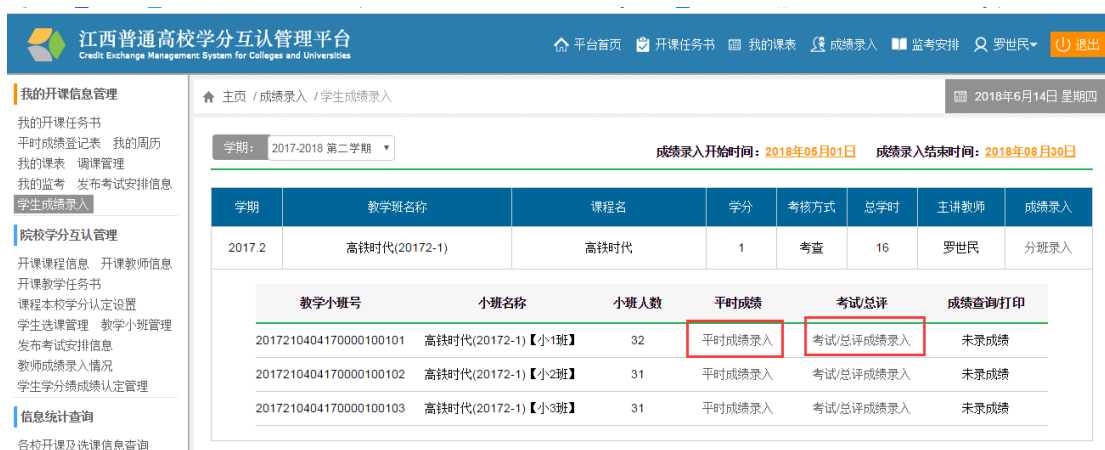 江西普通高校学分互认管理平台
Credit Exchange Management System for Colleges and Universities
平台首页 开课任务书 我的课表 成绩录入 监考安排 罗世民 退出
我的开课信息管理
我的开课任务书
平时成绩登记表 我的周历
我的课表 调课管理
我的监考 发布考试安排信息
学生成绩录入
院校学分互认管理
开课课程信息 开课教师信息
开课教学任务书
课程本校学分认定设置
学生选课管理 教学小班管理
发布考试安排信息
教师成绩录入情况
学生学分绩成绩认定管理
信息统计查询
各校开课及选课信息查询
主页 / 成绩录入 / 学生成绩录入
2018年6月14日 星期四
学期: 2017-2018 第二学期
成绩录入开始时间: 2018年05月01日 成绩录入结束时间: 2018年08月30日
学期 教学班名称 课程名 学分 考核方式 总学时 主讲教师 成绩录入
2017.2 高铁时代(20172-1) 高铁时代 1 考查 16 罗世民 分班录入
教学小班号 小班名称 小班人数 平时成绩 考试/总评 成绩查询/打印
2017210404170000100101 高铁时代(20172-1)【小1班】 32 平时成绩录入 考试/总评成绩录入 未录成绩
2017210404170000100102 高铁时代(20172-1)【小2班】 31 平时成绩录入 考试/总评成绩录入 未录成绩
2017210404170000100103 高铁时代(20172-1)【小3班】 31 平时成绩录入 考试/总评成绩录入 未录成绩